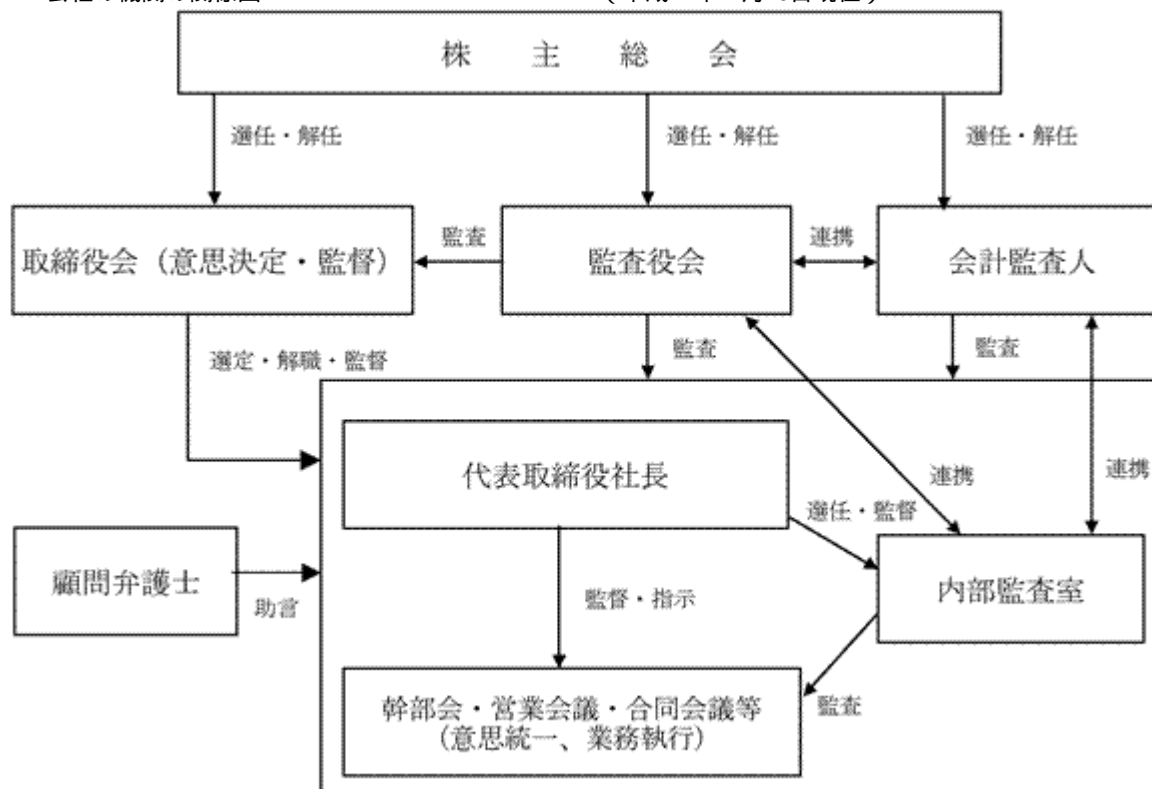 株主総会
選任・解任
選任・解任
選任・解任
取締役会（意思決定・監督）
監査
監査役会
連携
会計監査人
選定・解職・監督
監査
監査
代表取締役社長
連携
連携
選任・監督
顧問弁護士
助言
監督・指示
内部監査室
幹部会・営業会議・合同会議等
（意思統一、業務執行）
監査